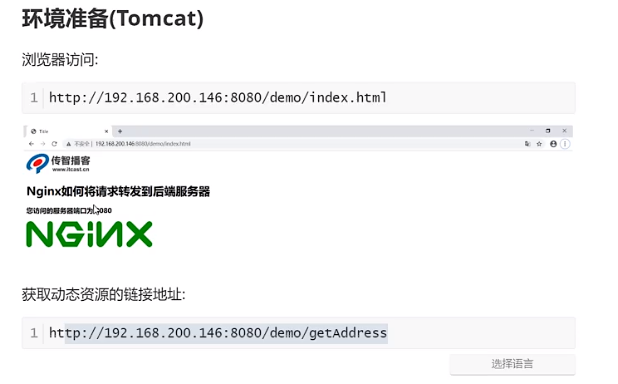 环境准备(Tomcat)
浏览器访问:
1 http://192.168.200.146:8080/demo/index.html
Title
不安全 | 192.168.200.146:8080/demo/index.html
传智播客
www.itcast.cn
Nginx如何将请求转发到后端服务器
您访问的服务器端口为:8080
NGINX
获取动态资源的链接地址:
1 http://192.168.200.146:8080/demo/getAddress
选择语言